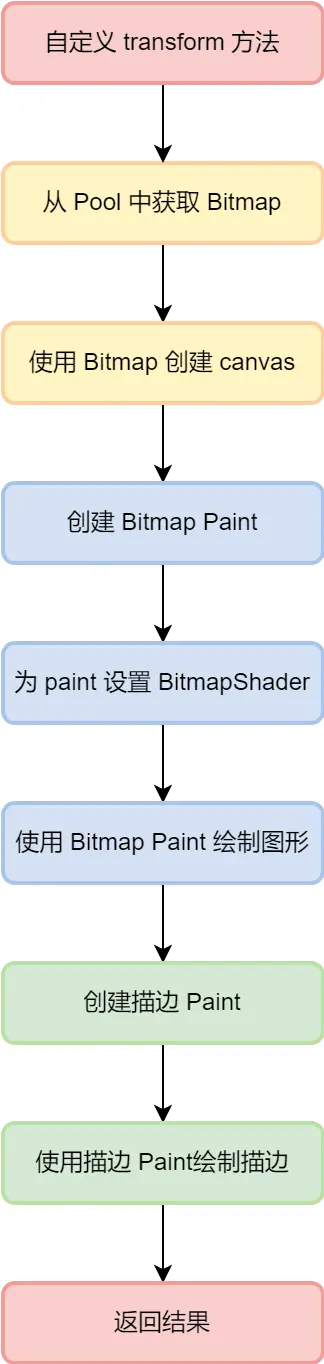 自定义 transform 方法
从 Pool 中获取 Bitmap
使用 Bitmap 创建 canvas
创建 Bitmap Paint
为 paint 设置 BitmapShader
使用 Bitmap Paint 绘制图形
创建描边 Paint
使用描边 Paint绘制描边
返回结果